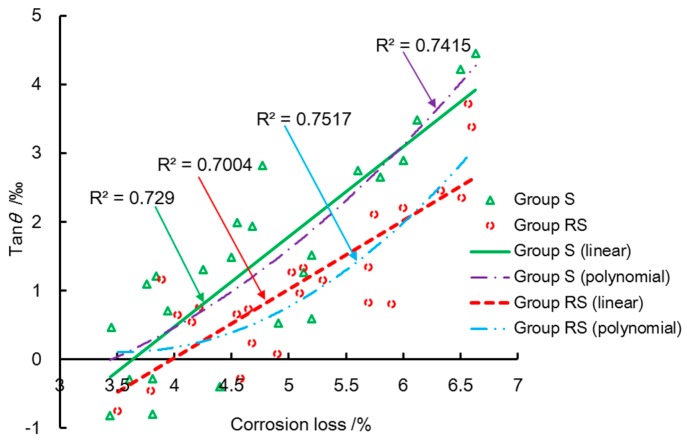 5
4
3
2
1
0
-1
Tanθ /‰
3
3.5
4
4.5
5
5.5
6
6.5
7
Corrosion loss /%
R² = 0.7415
R² = 0.7517
R² = 0.7004
R² = 0.729
Group S
Group RS
Group S (linear)
Group S (polynomial)
Group RS (linear)
Group RS (polynomial)